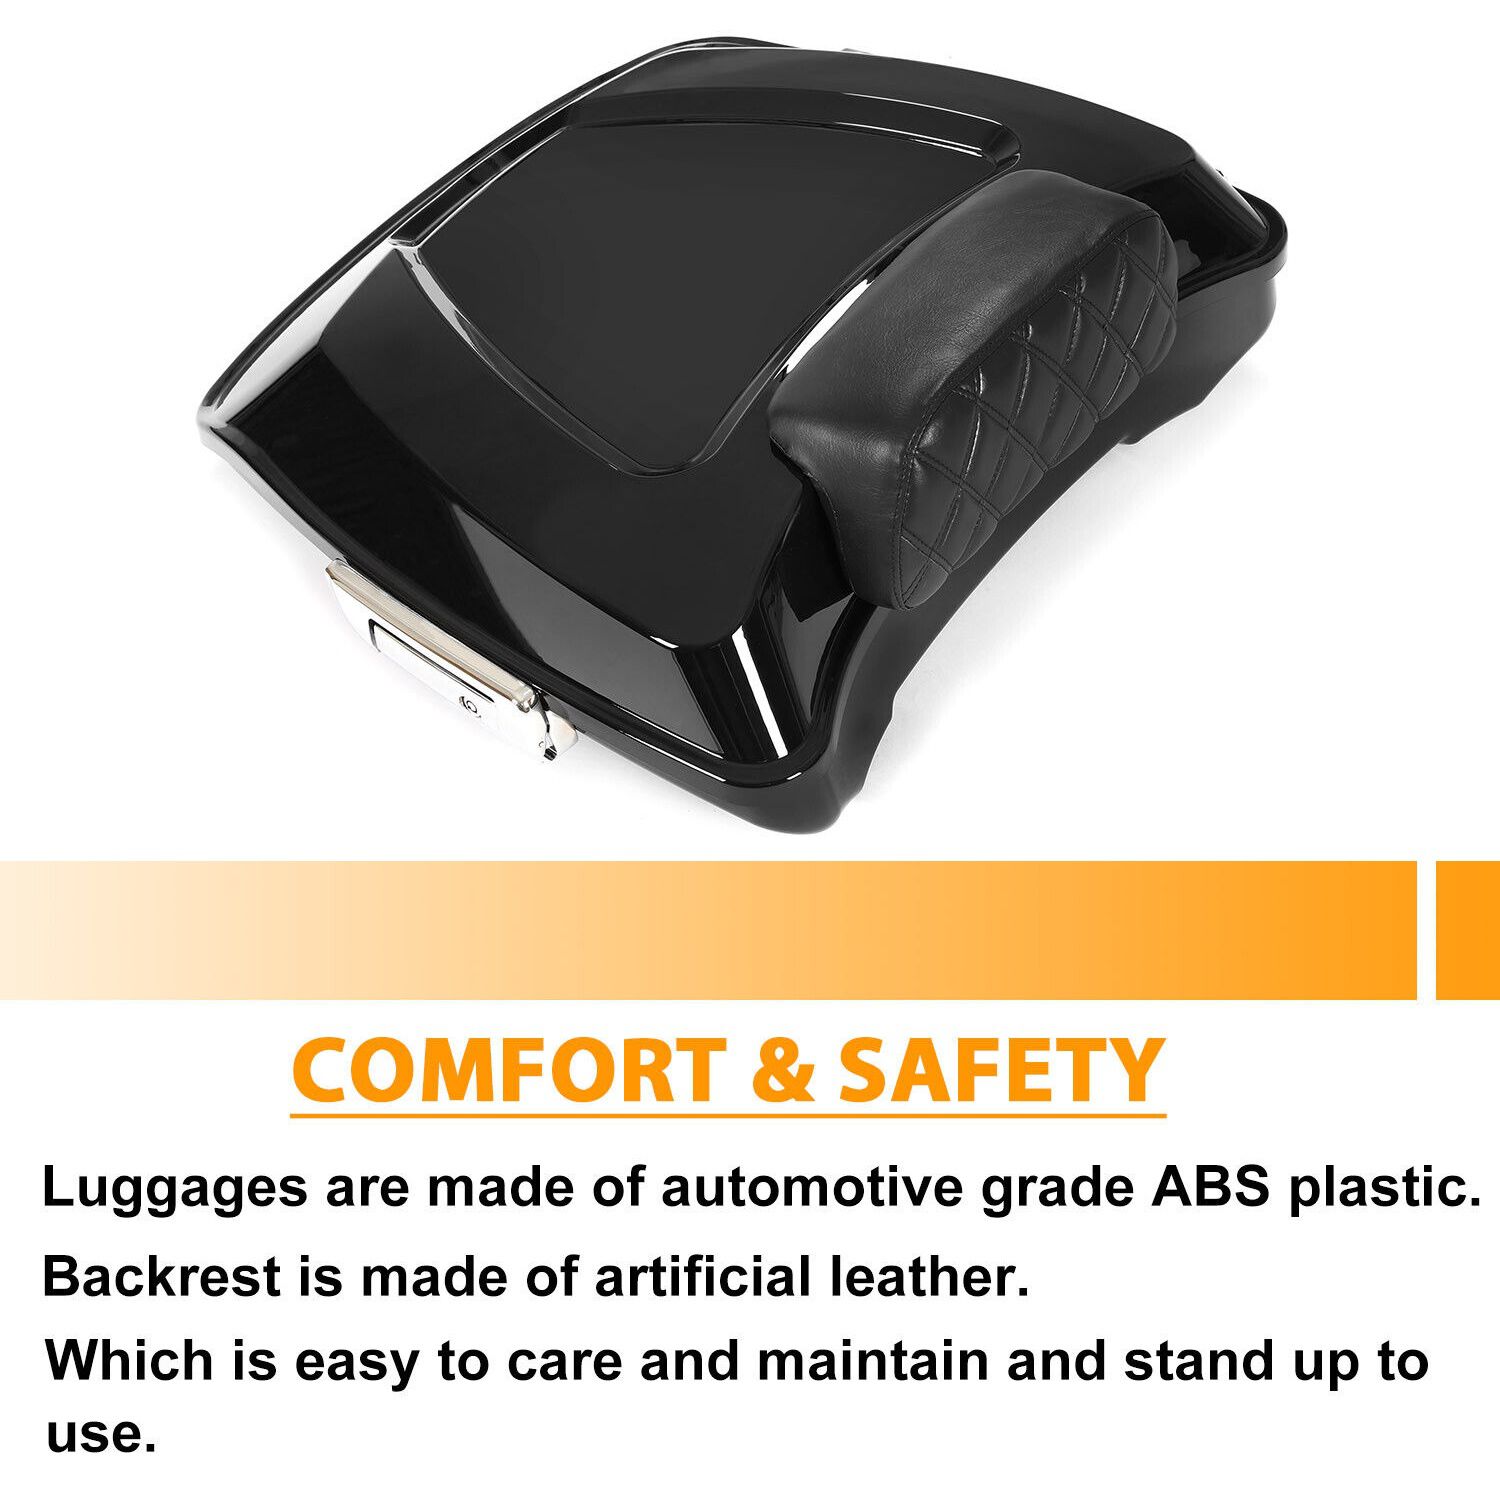 COMFORT & SAFETY
Luggages are made of automotive grade ABS plastic.
Backrest is made of artificial leather.
Which is easy to care and maintain and stand up to
use.